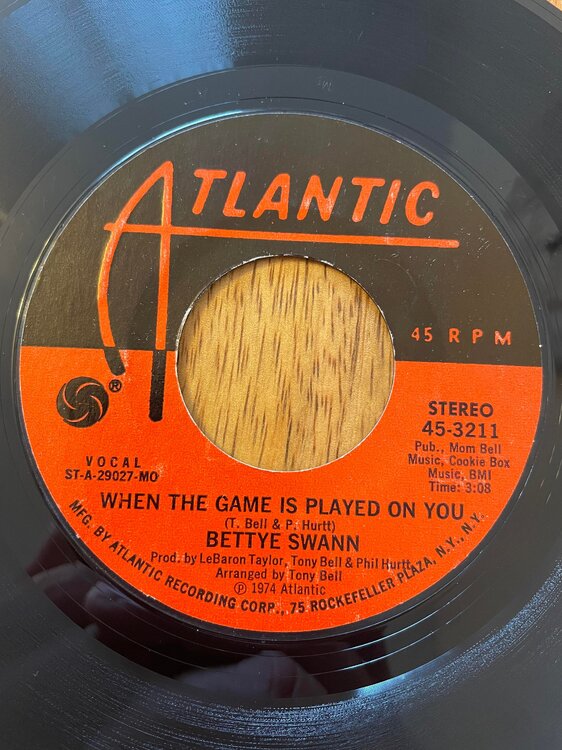 ATLANTIC
45 RPM
®
STEREO
45-3211
Pub., Mom Bell
Music, Cookie Box
Music, BMI
Time: 3:08
VOCAL
ST-A-29027-MO
WHEN THE GAME IS PLAYED ON YOU
(T. Bell & P. Hurtt)
BETTYE SWANN
Prod. by LeBaron Taylor, Tony Bell & Phil Hurtt
Arranged by Tony Bell
℗ 1974 Atlantic
MFG. BY ATLANTIC RECORDING CORP., 75 ROCKEFELLER PLAZA, N.Y., N.Y.